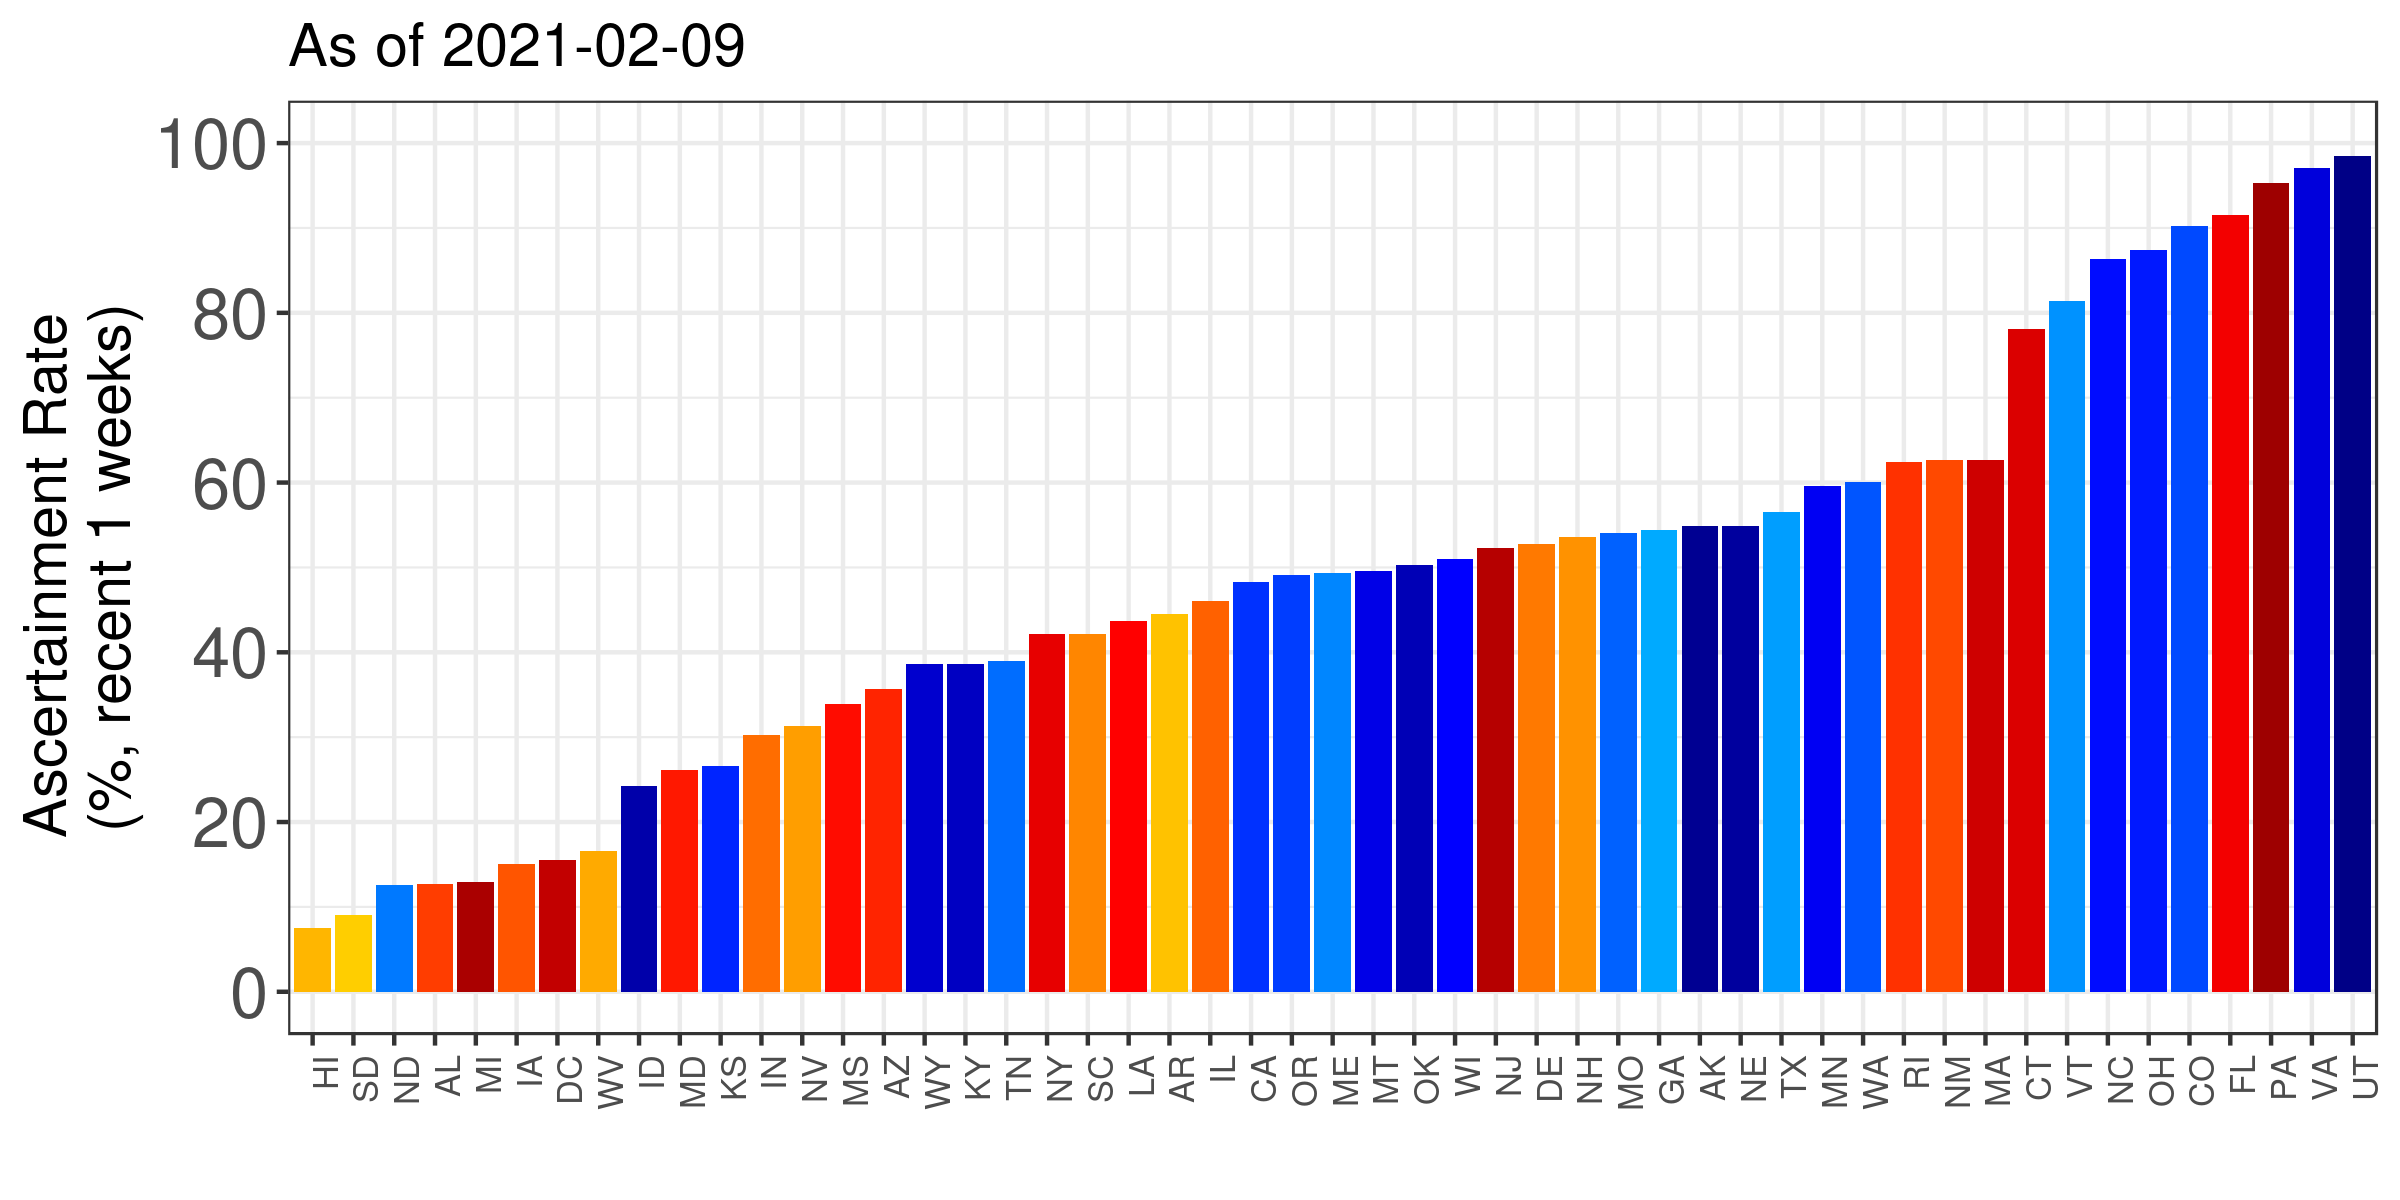 As of 2021-02-09
Ascertainment Rate
(%, recent 1 weeks)
100
80
60
40
20
0
HI SD ND AL MI IA DC WV ID MD KS IN NV MS AZ WY KY TN NY SC LA AR IL CA OR ME MT OK WI NJ DE NH MO GA AK NE TX MN WA RI NM MA CT VT NC OH CO FL PA VA UT